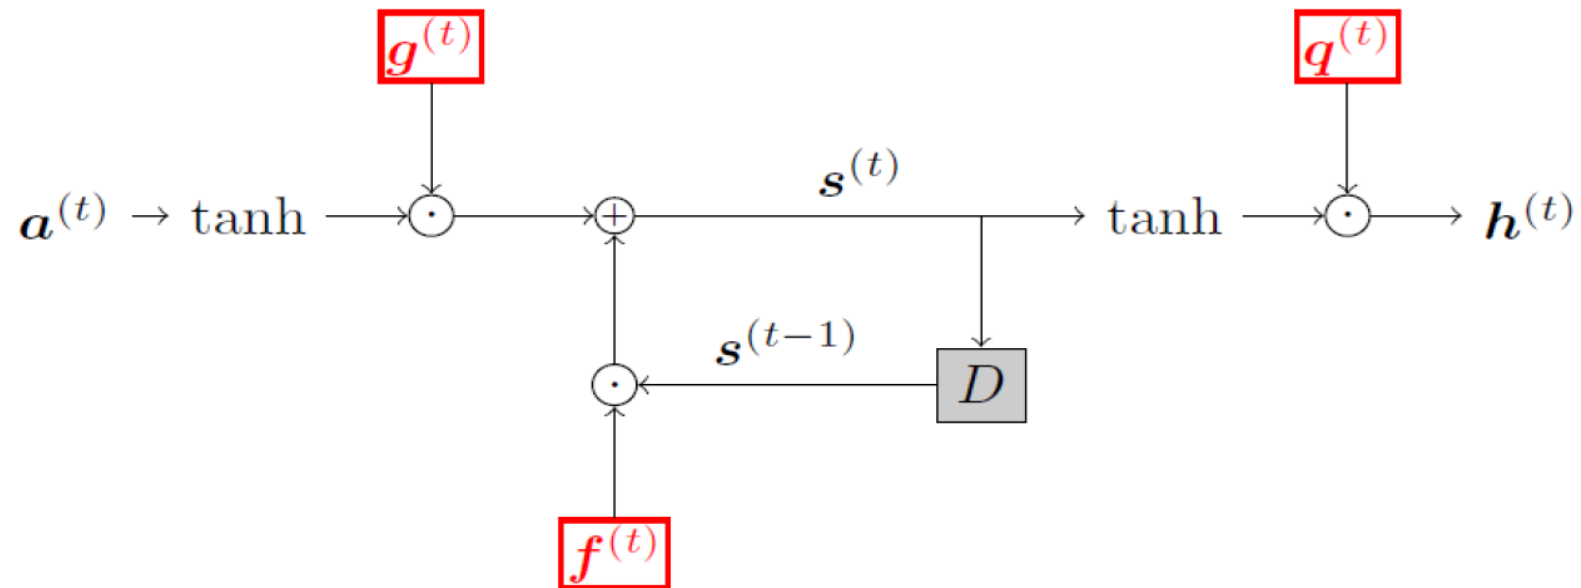 g^(t) q^(t)
a^(t) → tanh → · → + s^(t) → tanh → · → h^(t)
s^(t−1)
· D
f^(t)